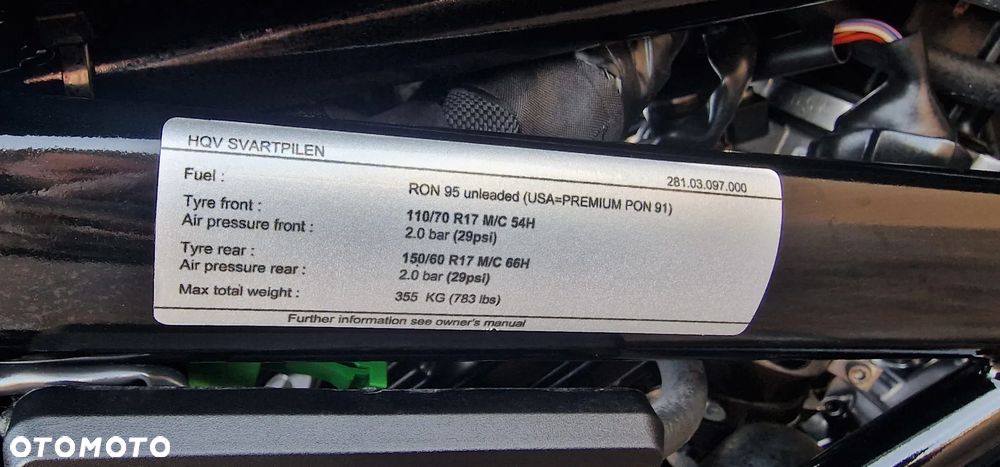 HQV SVARTPILEN
281.03.097.000
Fuel : RON 95 unleaded (USA=PREMIUM PON 91)
Tyre front : 110/70 R17 M/C 54H
Air pressure front : 2.0 bar (29psi)
Tyre rear : 150/60 R17 M/C 66H
Air pressure rear : 2.0 bar (29psi)
Max total weight : 355 KG (783 lbs)
Further information see owner's manual
OTOMOTO